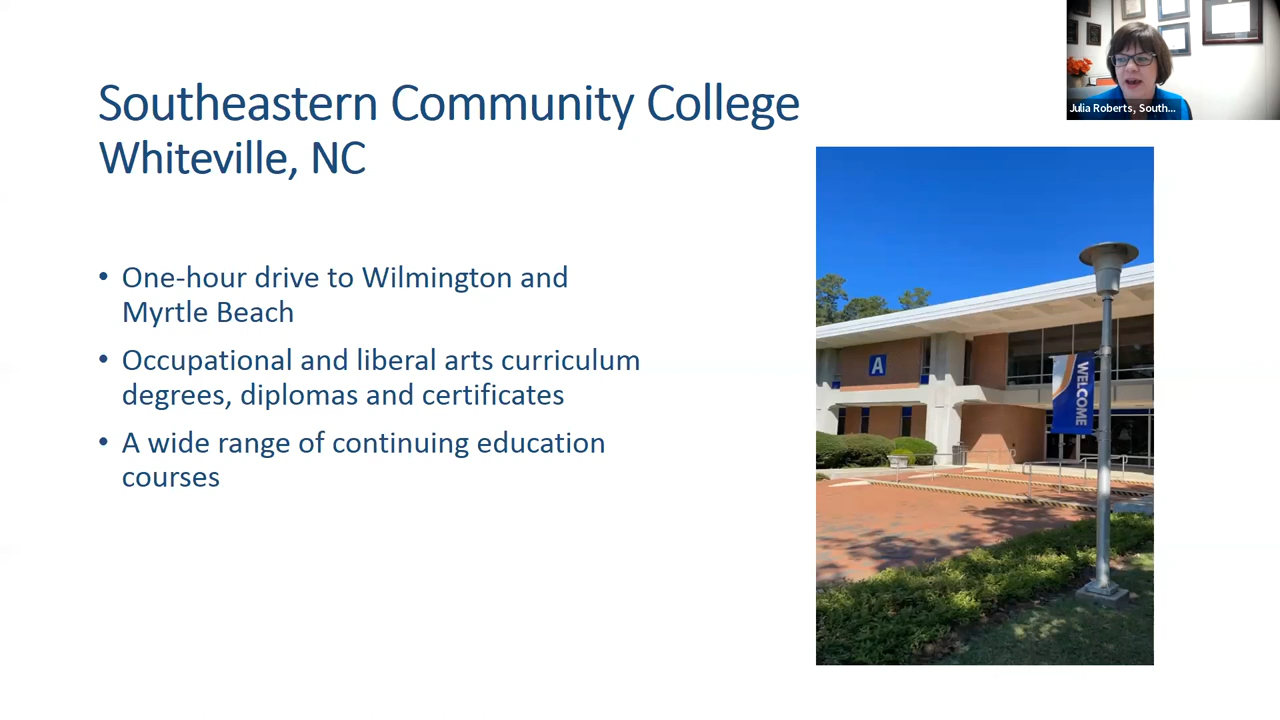 Southeastern Community College
Whiteville, NC
• One-hour drive to Wilmington and
Myrtle Beach
• Occupational and liberal arts curriculum
degrees, diplomas and certificates
• A wide range of continuing education
courses
Julia Roberts, South...
A
WELCOME